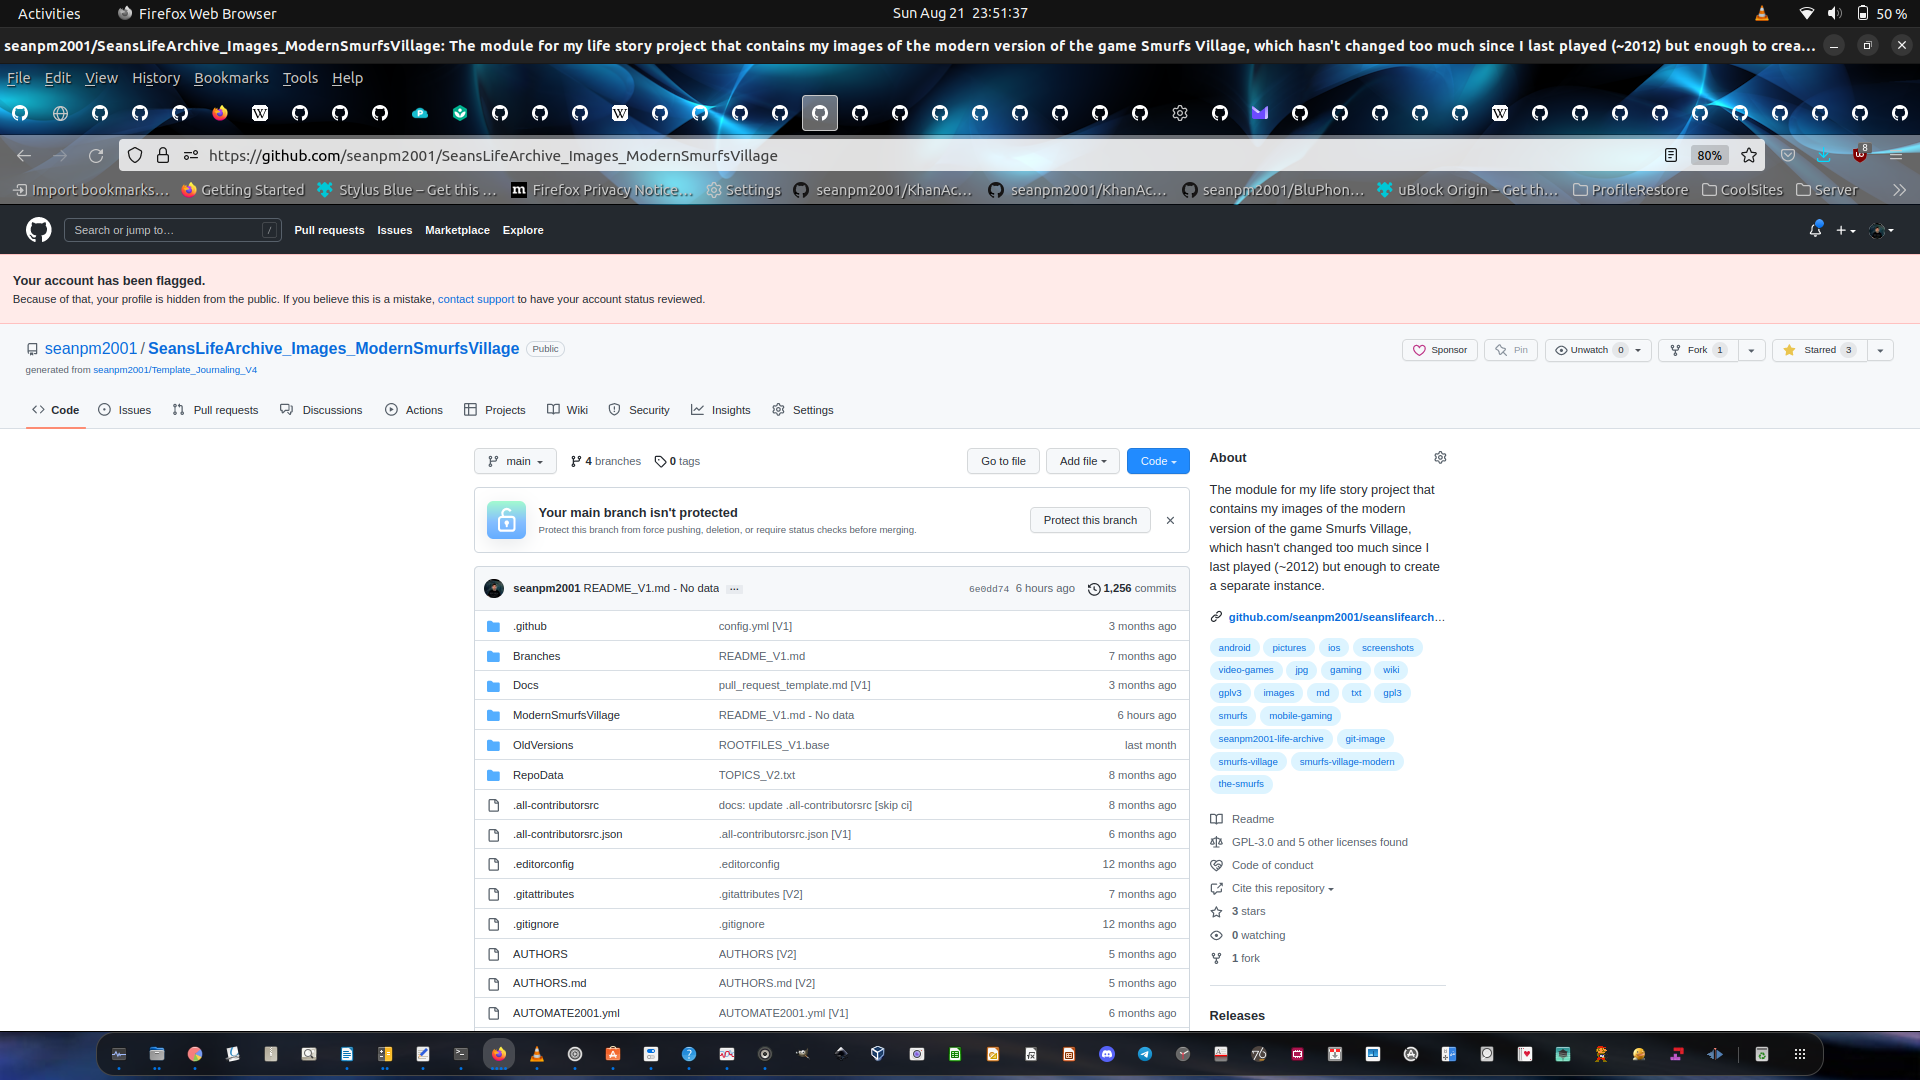 Activities Firefox Web Browser Sun Aug 21 23:51:37 50 %
seanpm2001/SeansLifeArchive_Images_ModernSmurfsVillage: The module for my life story project that contains my images of the modern version of the game Smurfs Village, which hasn't changed too much since I last played (~2012) but enough to crea…
File Edit View History Bookmarks Tools Help
https://github.com/seanpm2001/SeansLifeArchive_Images_ModernSmurfsVillage 80% 8
Import bookmarks… Getting Started Stylus Blue – Get this … Firefox Privacy Notice… Settings seanpm2001/KhanAc… seanpm2001/KhanAc… seanpm2001/BluPhon… uBlock Origin – Get th… ProfileRestore CoolSites Server
Search or jump to… / Pull requests Issues Marketplace Explore
Your account has been flagged.
Because of that, your profile is hidden from the public. If you believe this is a mistake, contact support to have your account status reviewed.
seanpm2001 / SeansLifeArchive_Images_ModernSmurfsVillage Public Sponsor Pin Unwatch 0 Fork 1 Starred 3
generated from seanpm2001/Template_Journaling_V4
Code Issues Pull requests Discussions Actions Projects Wiki Security Insights Settings
main 4 branches 0 tags Go to file Add file Code
Your main branch isn't protected
Protect this branch from force pushing, deletion, or require status checks before merging.
Protect this branch
seanpm2001 README_V1.md - No data … 6e0dd74 6 hours ago 1,256 commits
.github config.yml [V1] 3 months ago
Branches README_V1.md 7 months ago
Docs pull_request_template.md [V1] 3 months ago
ModernSmurfsVillage README_V1.md - No data 6 hours ago
OldVersions ROOTFILES_V1.base last month
RepoData TOPICS_V2.txt 8 months ago
.all-contributorsrc docs: update .all-contributorsrc [skip ci] 8 months ago
.all-contributorsrc.json .all-contributorsrc.json [V1] 6 months ago
.editorconfig .editorconfig 12 months ago
.gitattributes .gitattributes [V2] 7 months ago
.gitignore .gitignore 12 months ago
AUTHORS AUTHORS [V2] 5 months ago
AUTHORS.md AUTHORS.md [V2] 5 months ago
AUTOMATE2001.yml AUTOMATE2001.yml [V1] 6 months ago
About
The module for my life story project that
contains my images of the modern
version of the game Smurfs Village,
which hasn't changed too much since I
last played (~2012) but enough to create
a separate instance.
github.com/seanpm2001/seanslifearch…
android pictures ios screenshots
video-games jpg gaming wiki
gplv3 images md txt gpl3
smurfs mobile-gaming
seanpm2001-life-archive git-image
smurfs-village smurfs-village-modern
the-smurfs
Readme
GPL-3.0 and 5 other licenses found
Code of conduct
Cite this repository
3 stars
0 watching
1 fork
Releases